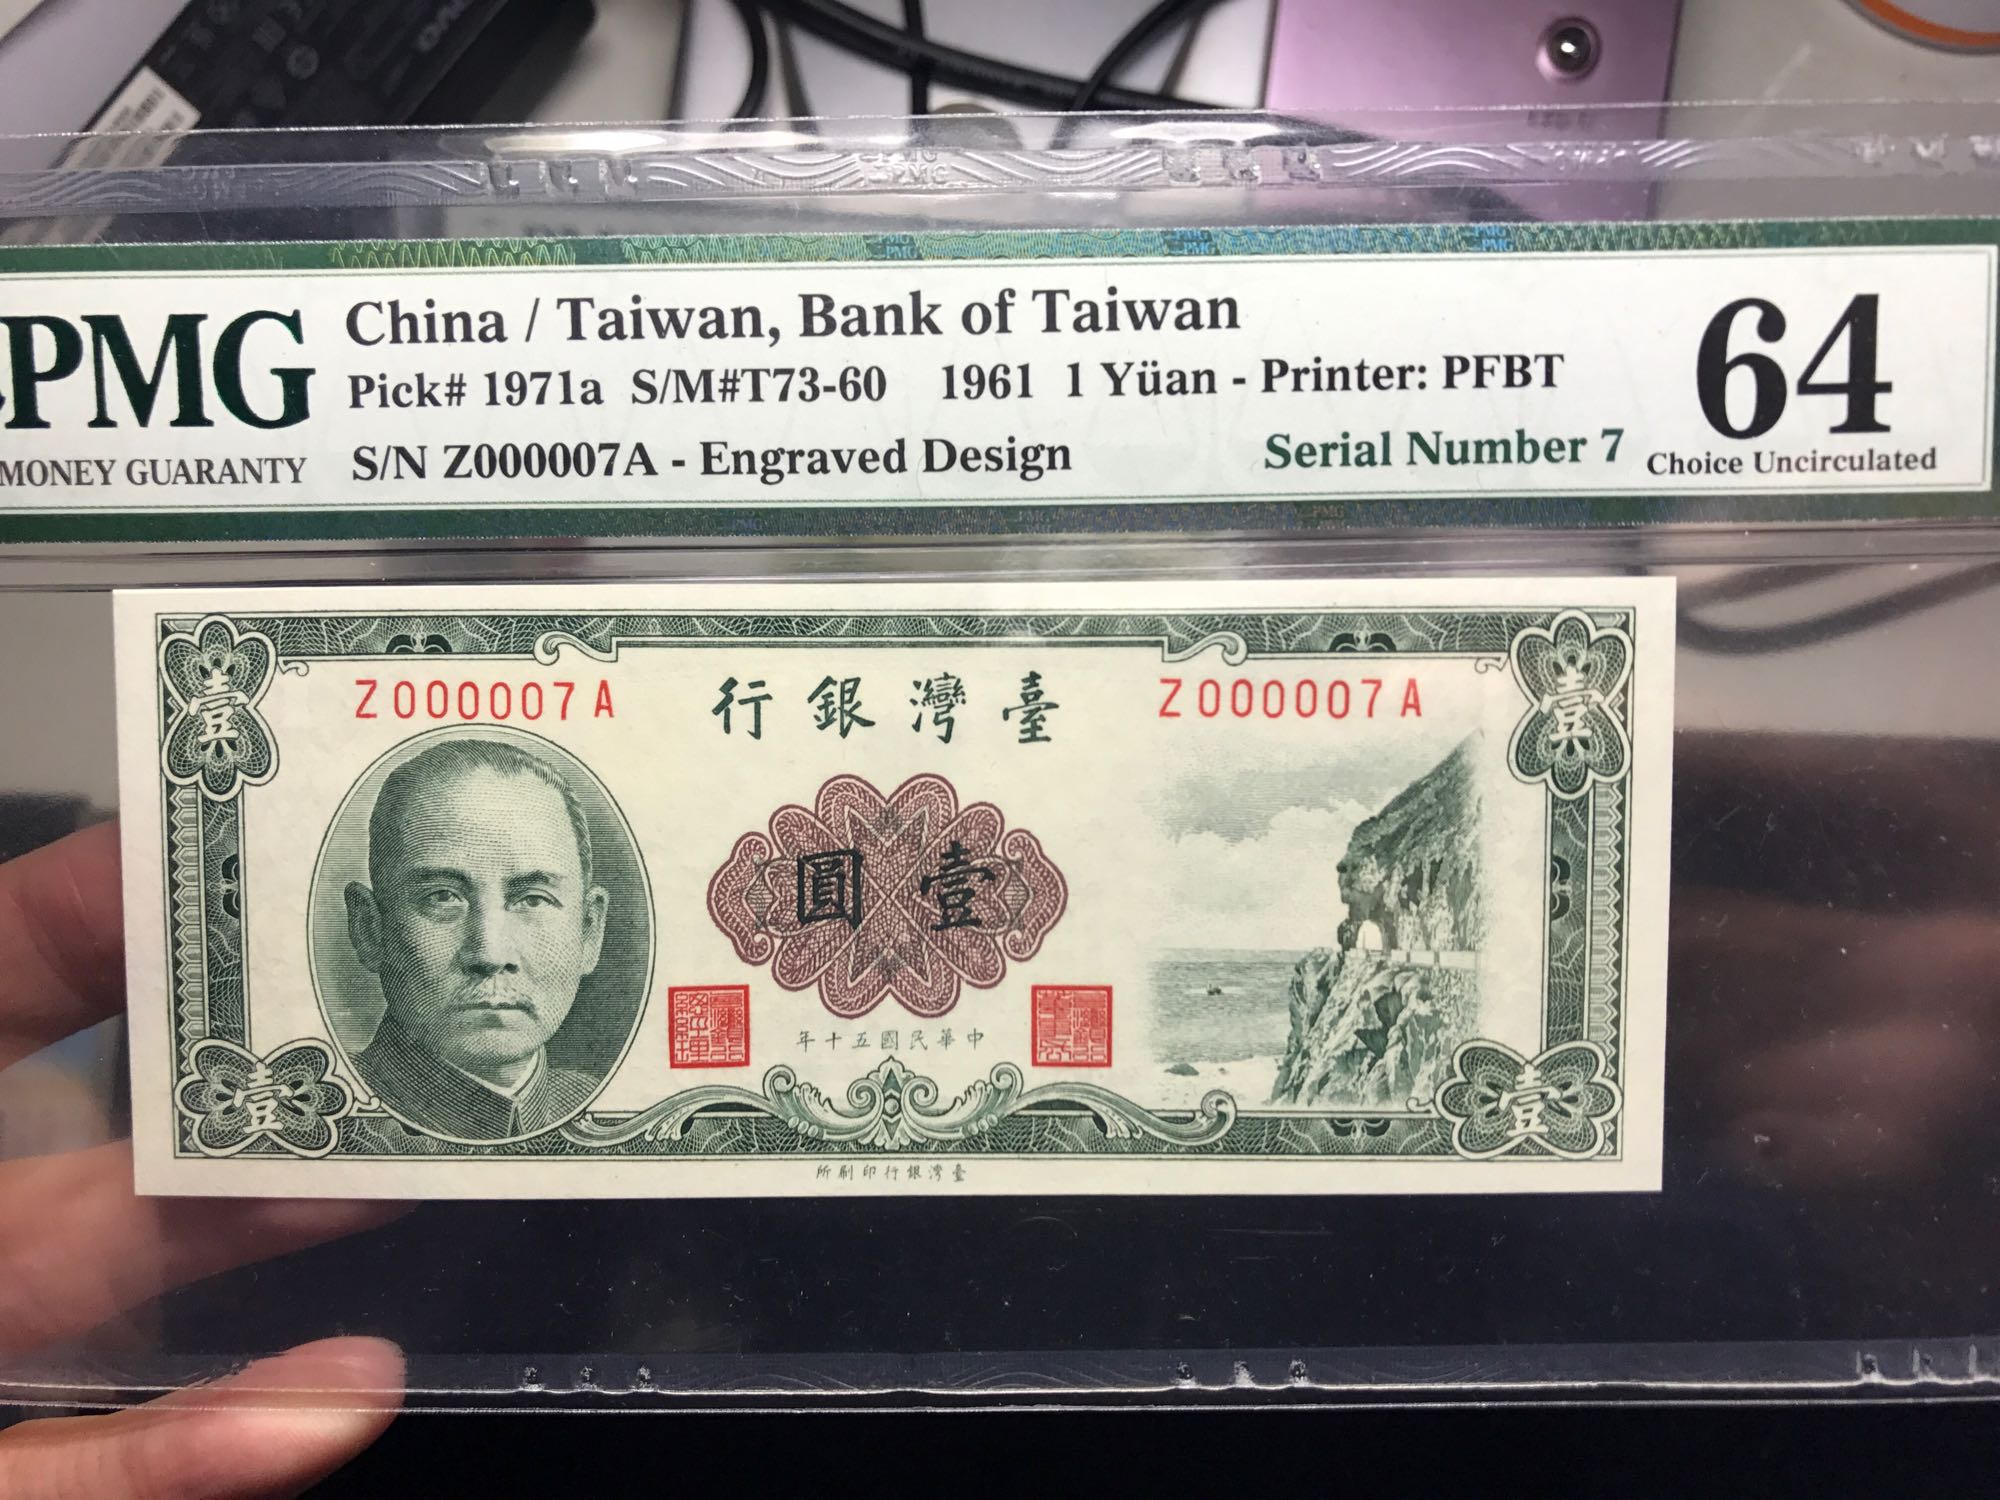 PMG
MONEY GUARANTY
China / Taiwan, Bank of Taiwan
Pick# 1971a S/M#T73-60 1961 1 Yüan - Printer: PFBT
S/N Z000007A - Engraved Design
Serial Number 7
64
Choice Uncirculated
壹
壹
Z000007A
行銀灣臺
Z000007A
圓壹
年十五國民華中
壹
壹
所刷印行銀灣臺